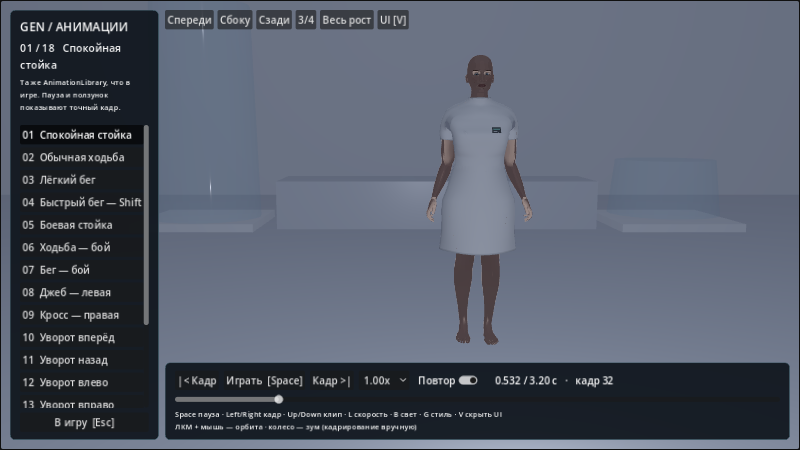 GEN / АНИМАЦИИ
01 / 18 Спокойная
стойка
Та же AnimationLibrary, что в
игре. Пауза и ползунок
показывают точный кадр.
01 Спокойная стойка
02 Обычная ходьба
03 Лёгкий бег
04 Быстрый бег — Shift
05 Боевая стойка
06 Ходьба — бой
07 Бег — бой
08 Джеб — левая
09 Кросс — правая
10 Уворот вперёд
11 Уворот назад
12 Уворот влево
13 Уворот вправо
В игру [Esc]
Спереди Сбоку Сзади 3/4 Весь рост UI [V]
|< Кадр Играть [Space] Кадр >| 1.00x Повтор 0.532 / 3.20 с · кадр 32
Space пауза · Left/Right кадр · Up/Down клип · L скорость · B свет · G стиль · V скрыть UI
ЛКМ + мышь — орбита · колесо — зум (кадрирование вручную)